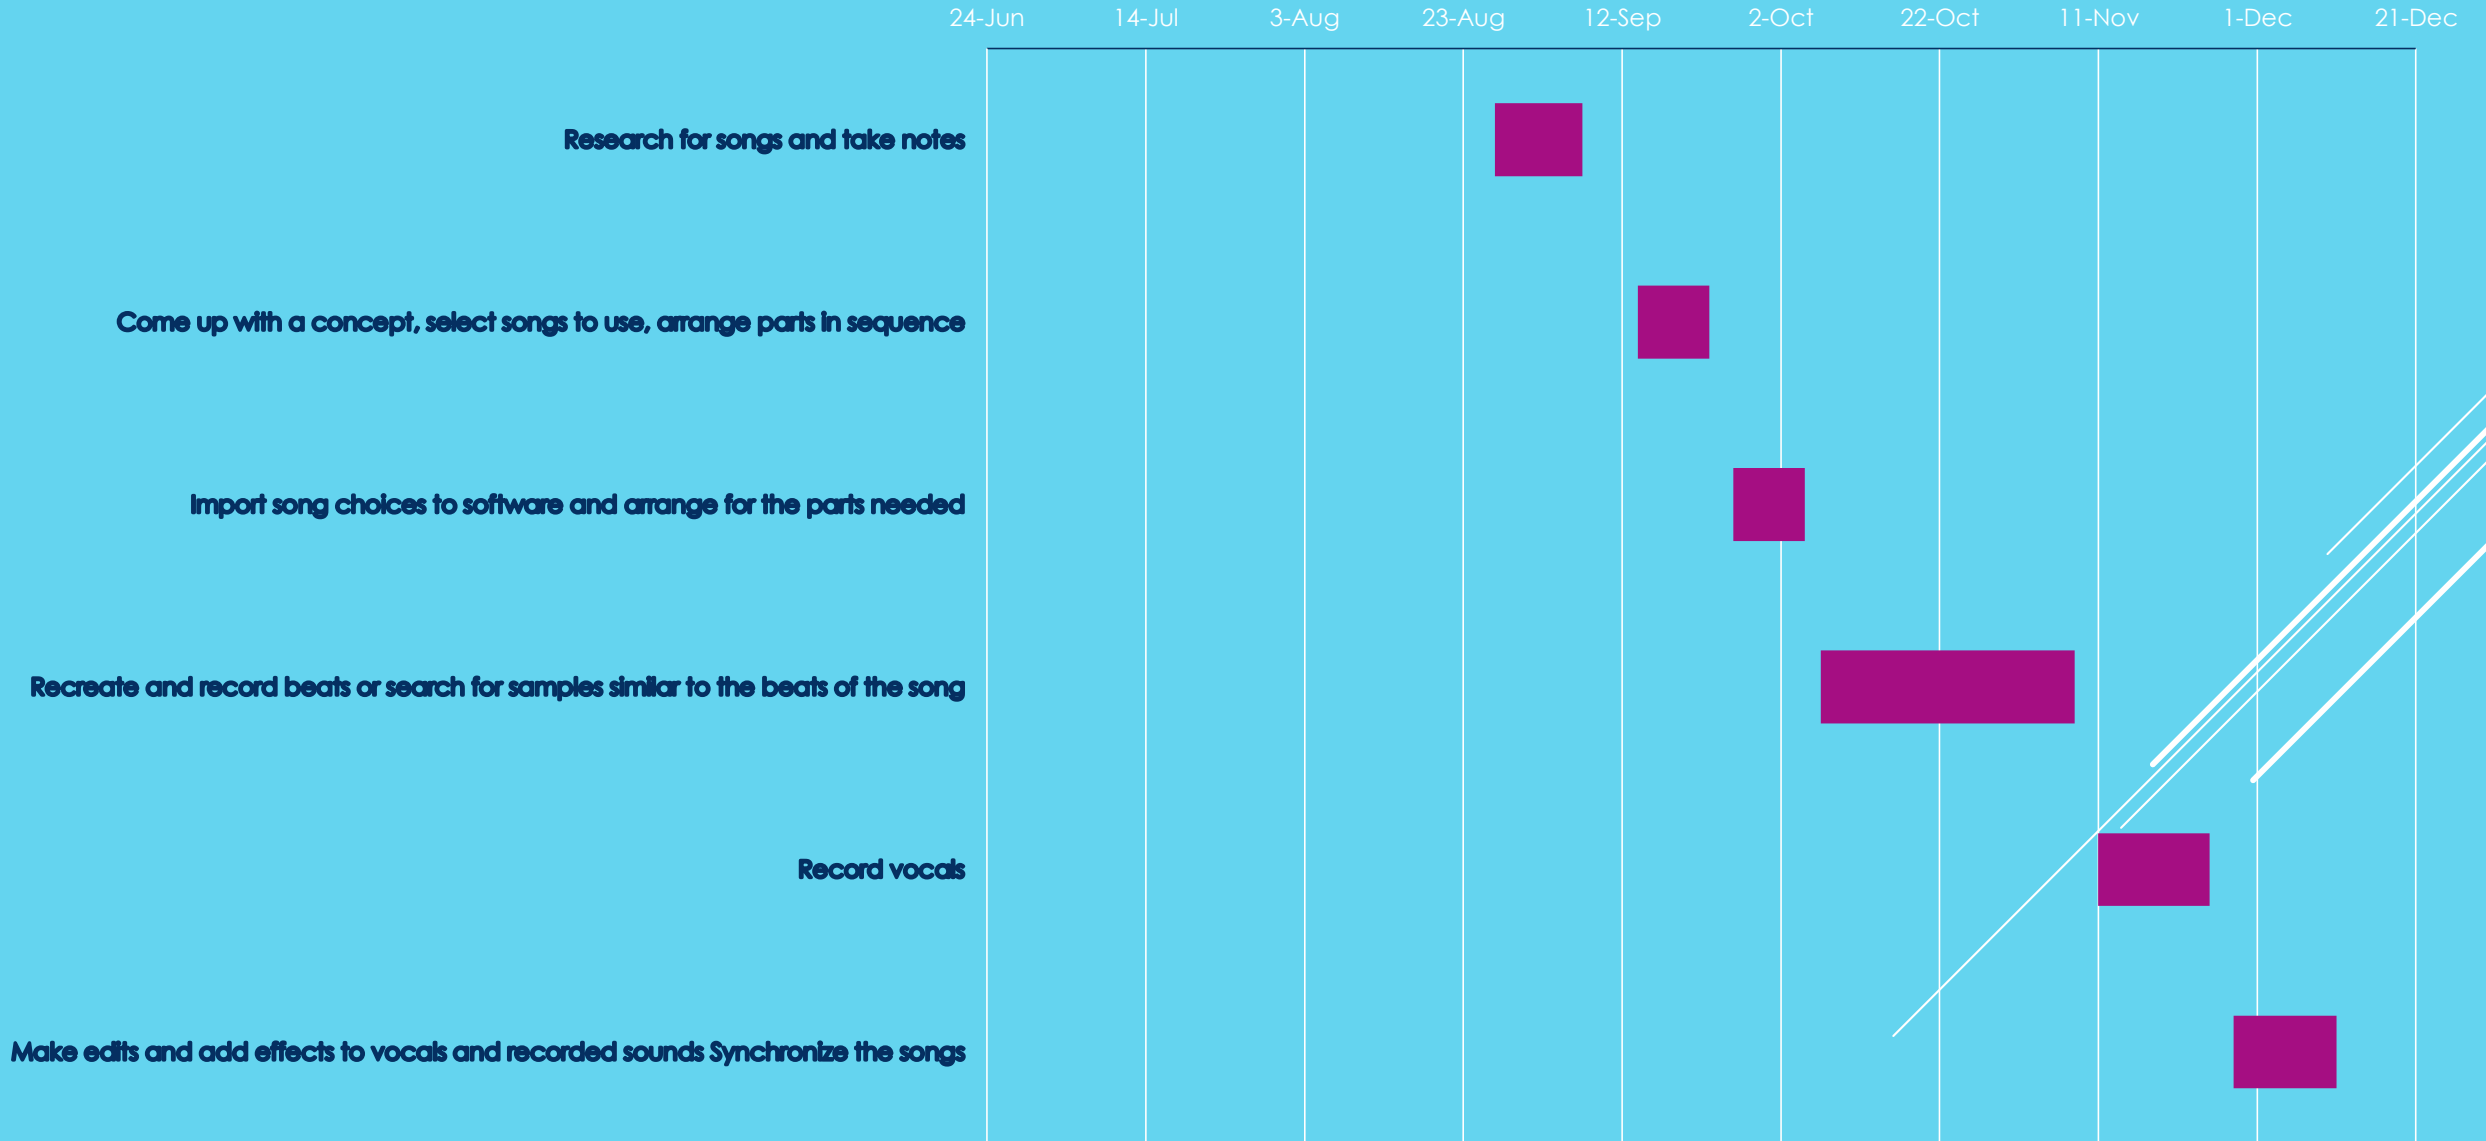 24-Jun 14-Jul 3-Aug 23-Aug 12-Sep 2-Oct 22-Oct 11-Nov 1-Dec 21-Dec
Research for songs and take notes
Come up with a concept, select songs to use, arrange parts in sequence
Import song choices to software and arrange for the parts needed
Recreate and record beats or search for samples similar to the beats of the song
Record vocals
Make edits and add effects to vocals and recorded sounds Synchronize the songs